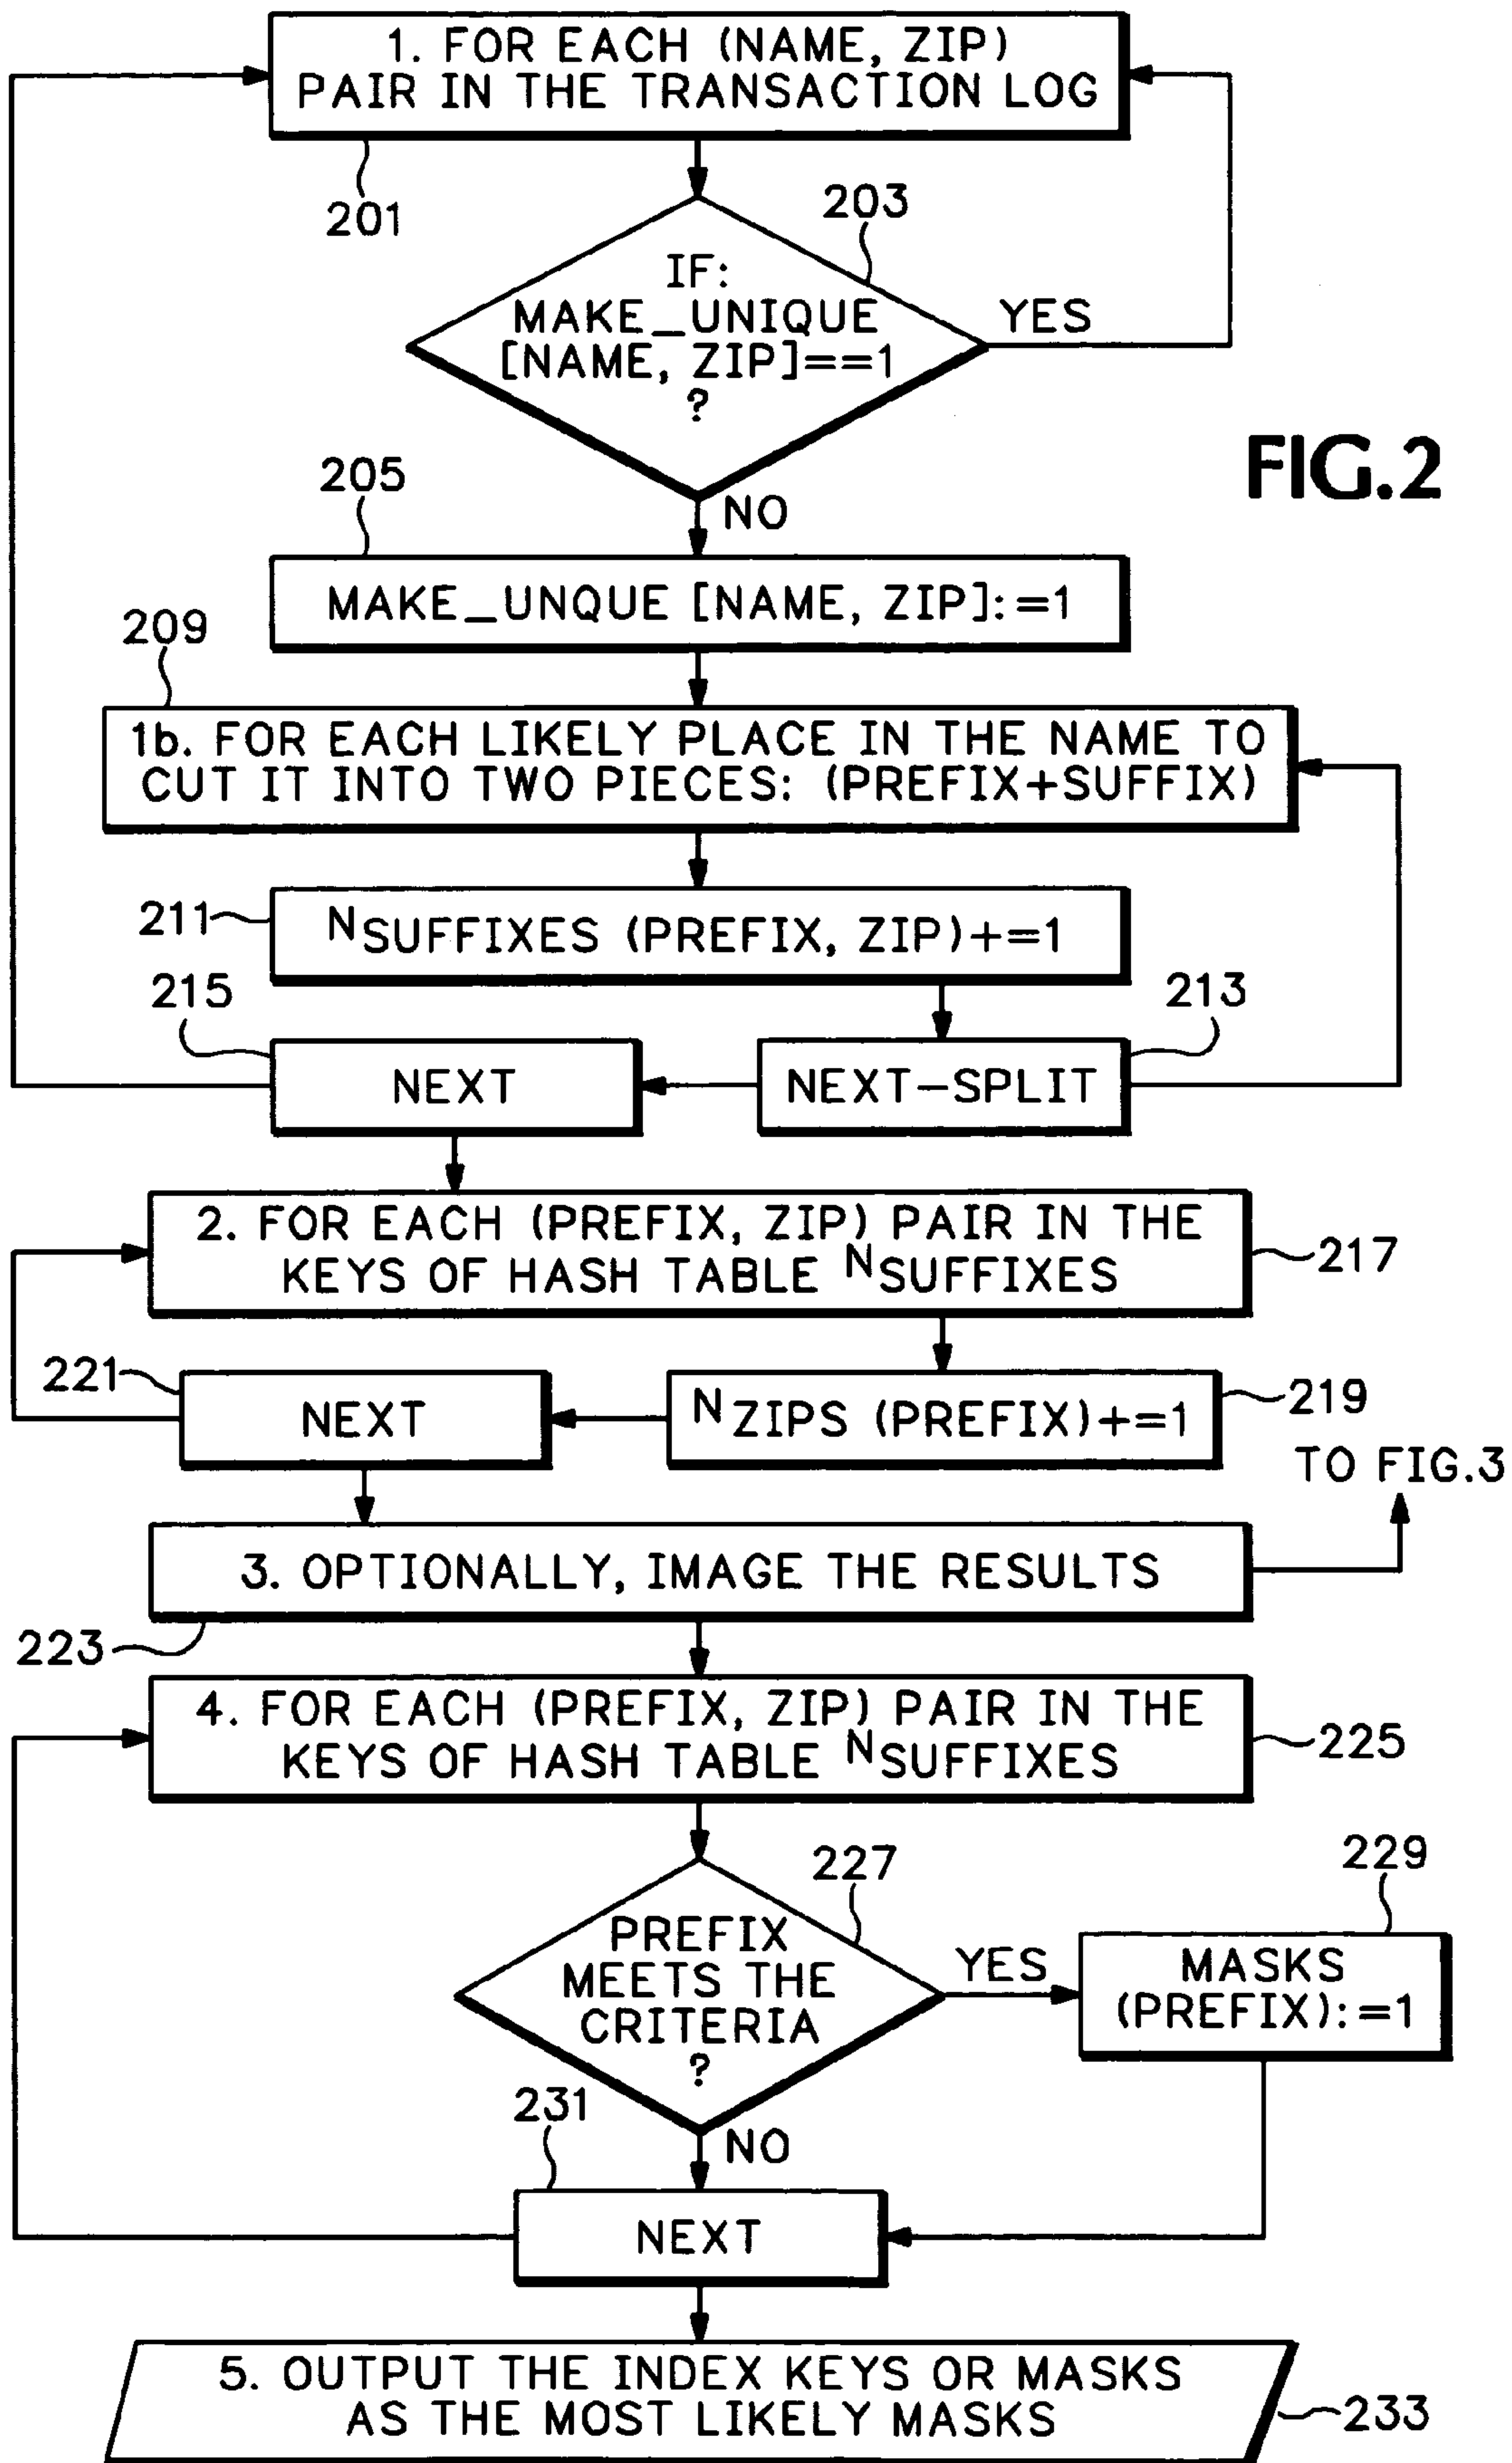 1. FOR EACH (NAME, ZIP)
PAIR IN THE TRANSACTION LOG
201
203
IF:
MAKE_UNIQUE
[NAME, ZIP]==1
?
YES
FIG.2
NO
205
MAKE_UNQUE [NAME, ZIP]:=1
209
1b. FOR EACH LIKELY PLACE IN THE NAME TO
CUT IT INTO TWO PIECES: (PREFIX+SUFFIX)
211
NSUFFIXES (PREFIX, ZIP)+=1
215
213
NEXT
NEXT-SPLIT
2. FOR EACH (PREFIX, ZIP) PAIR IN THE
KEYS OF HASH TABLE NSUFFIXES
217
221
NEXT
NZIPS (PREFIX)+=1
219
TO FIG.3
3. OPTIONALLY, IMAGE THE RESULTS
223
4. FOR EACH (PREFIX, ZIP) PAIR IN THE
KEYS OF HASH TABLE NSUFFIXES
225
227
PREFIX
MEETS THE
CRITERIA
?
YES
229
MASKS
(PREFIX):=1
231
NO
NEXT
5. OUTPUT THE INDEX KEYS OR MASKS
AS THE MOST LIKELY MASKS
233